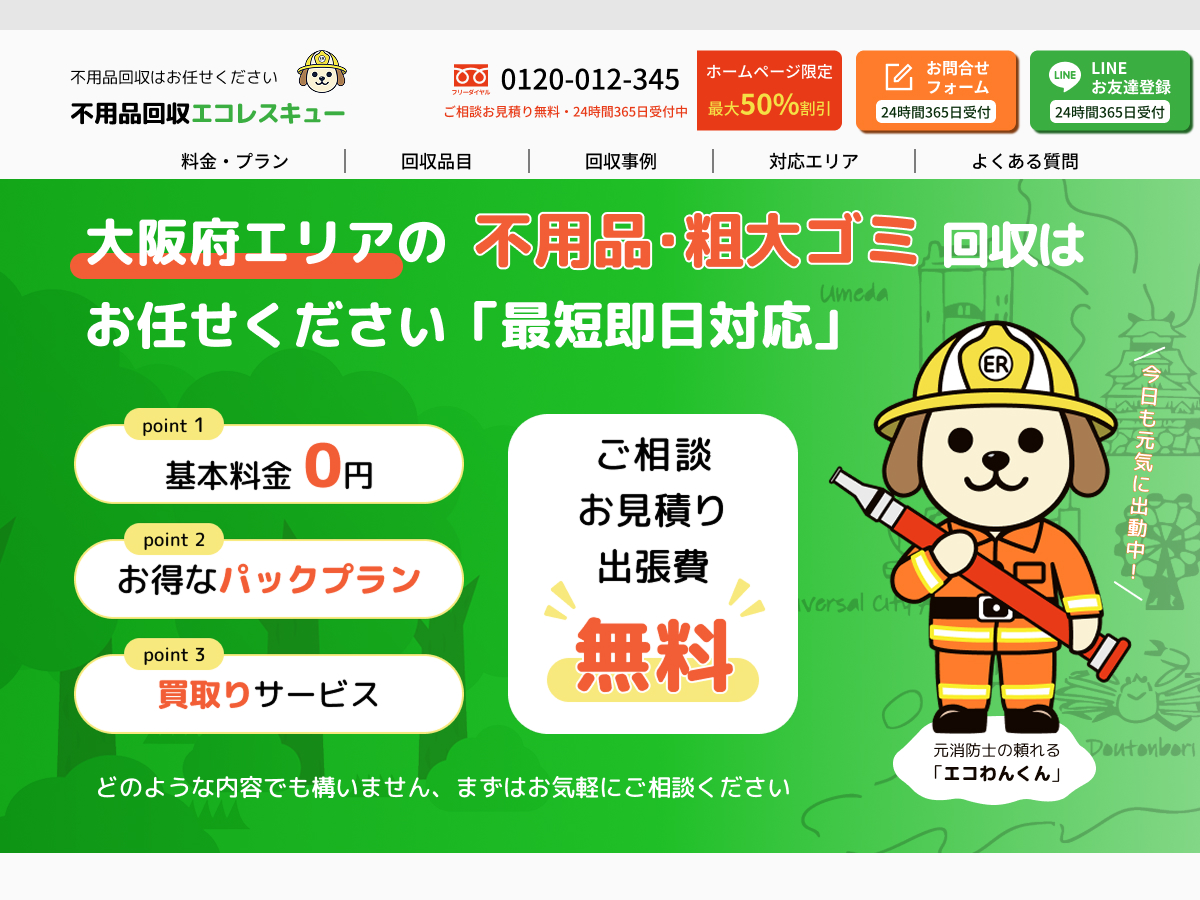 不用品回収はお任せください
不用品回収エコレスキュー
フリーダイヤル
0120-012-345
ご相談お見積り無料・24時間365日受付中
ホームページ限定
最大50%割引
お問合せ
フォーム
24時間365日受付
LINE
LINE
お友達登録
24時間365日受付
料金・プラン
回収品目
回収事例
対応エリア
よくある質問
大阪府エリアの 不用品・粗大ゴミ 回収は
お任せください「最短即日対応」
Umeda
ER
今日も元気に出動中！
point 1
基本料金 0円
point 2
お得なパックプラン
point 3
買取りサービス
ご相談
お見積り
出張費
無料
versal City
Doutonbori
元消防士の頼れる
「エコわんくん」
どのような内容でも構いません、まずはお気軽にご相談ください